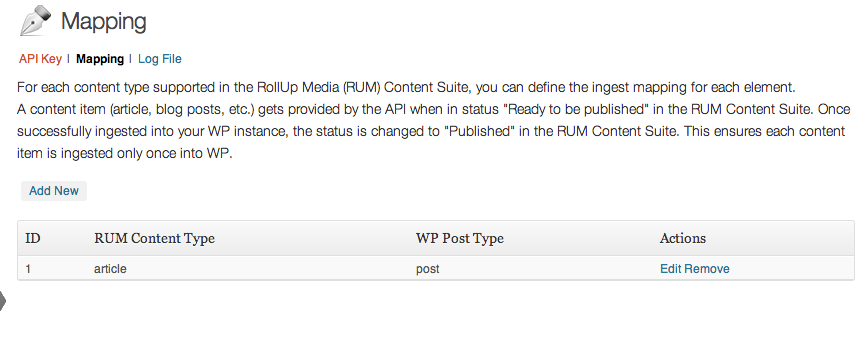 Mapping
API Key | Mapping | Log File
For each content type supported in the RollUp Media (RUM) Content Suite, you can define the ingest mapping for each element.
A content item (article, blog posts, etc.) gets provided by the API when in status "Ready to be published" in the RUM Content Suite. Once
successfully ingested into your WP instance, the status is changed to "Published" in the RUM Content Suite. This ensures each content
item is ingested only once into WP.
Add New
ID RUM Content Type WP Post Type Actions
1 article post Edit Remove